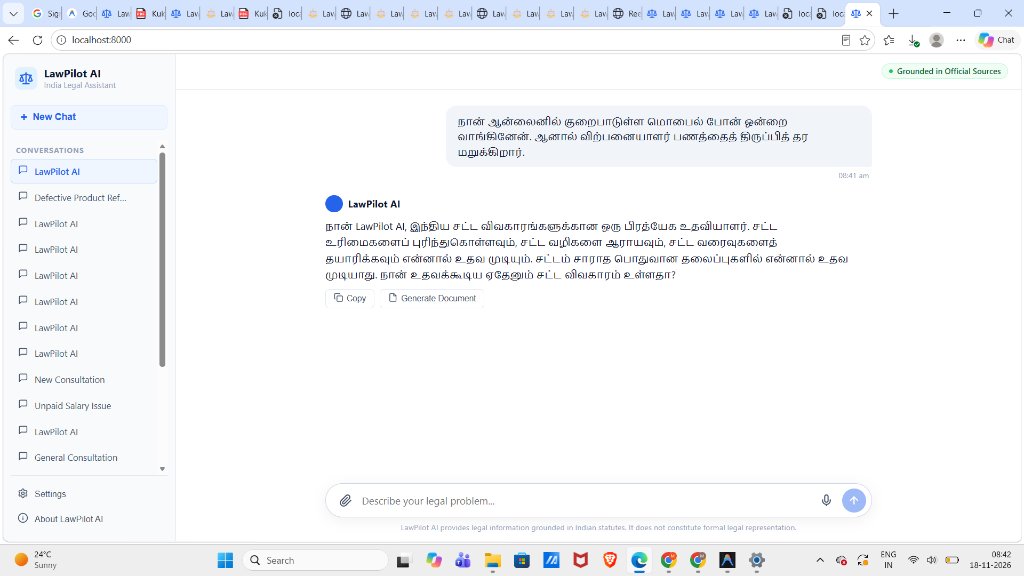 localhost:8000
Chat
LawPilot AI
India Legal Assistant
Grounded in Official Sources
+ New Chat
CONVERSATIONS
LawPilot AI
Defective Product Ref...
LawPilot AI
LawPilot AI
LawPilot AI
LawPilot AI
LawPilot AI
LawPilot AI
New Consultation
Unpaid Salary Issue
LawPilot AI
General Consultation
Settings
About LawPilot AI
நான் ஆன்லைனில் குறைபாடுள்ள மொபைல் போன் ஒன்றை
வாங்கினேன். ஆனால் விற்பனையாளர் பணத்தைத் திருப்பித் தர
மறுக்கிறார்.
08:41 am
LawPilot AI
நான் LawPilot AI, இந்திய சட்ட விவகாரங்களுக்கான ஒரு பிரத்யேக உதவியாளர். சட்ட
உரிமைகளைப் புரிந்துகொள்ளவும், சட்ட வழிகளை ஆராயவும், சட்ட வரைவுகளைத்
தயாரிக்கவும் என்னால் உதவ முடியும். சட்டம் சாராத பொதுவான தலைப்புகளில் என்னால் உதவ
முடியாது. நான் உதவக்கூடிய ஏதேனும் சட்ட விவகாரம் உள்ளதா?
Copy
Generate Document
Describe your legal problem...
LawPilot AI provides legal information grounded in Indian statutes. It does not constitute formal legal representation.
24°C
Sunny
Search
ENG
IN
08:42
18-11-2026